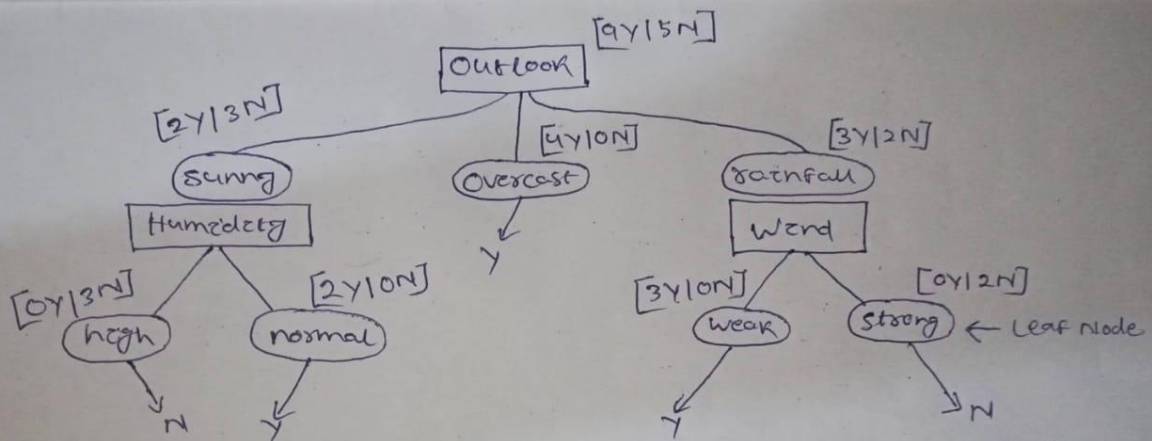 [9Y|5N]
Outlook
[2Y|3N]
[4Y|0N]
[3Y|2N]
Sunny
Overcast
rainfall
Humidity
Wind
Y
[0Y|3N]
[2Y|0N]
[3Y|0N]
[0Y|2N]
high
normal
weak
strong
← Leaf Node
N
Y
Y
N